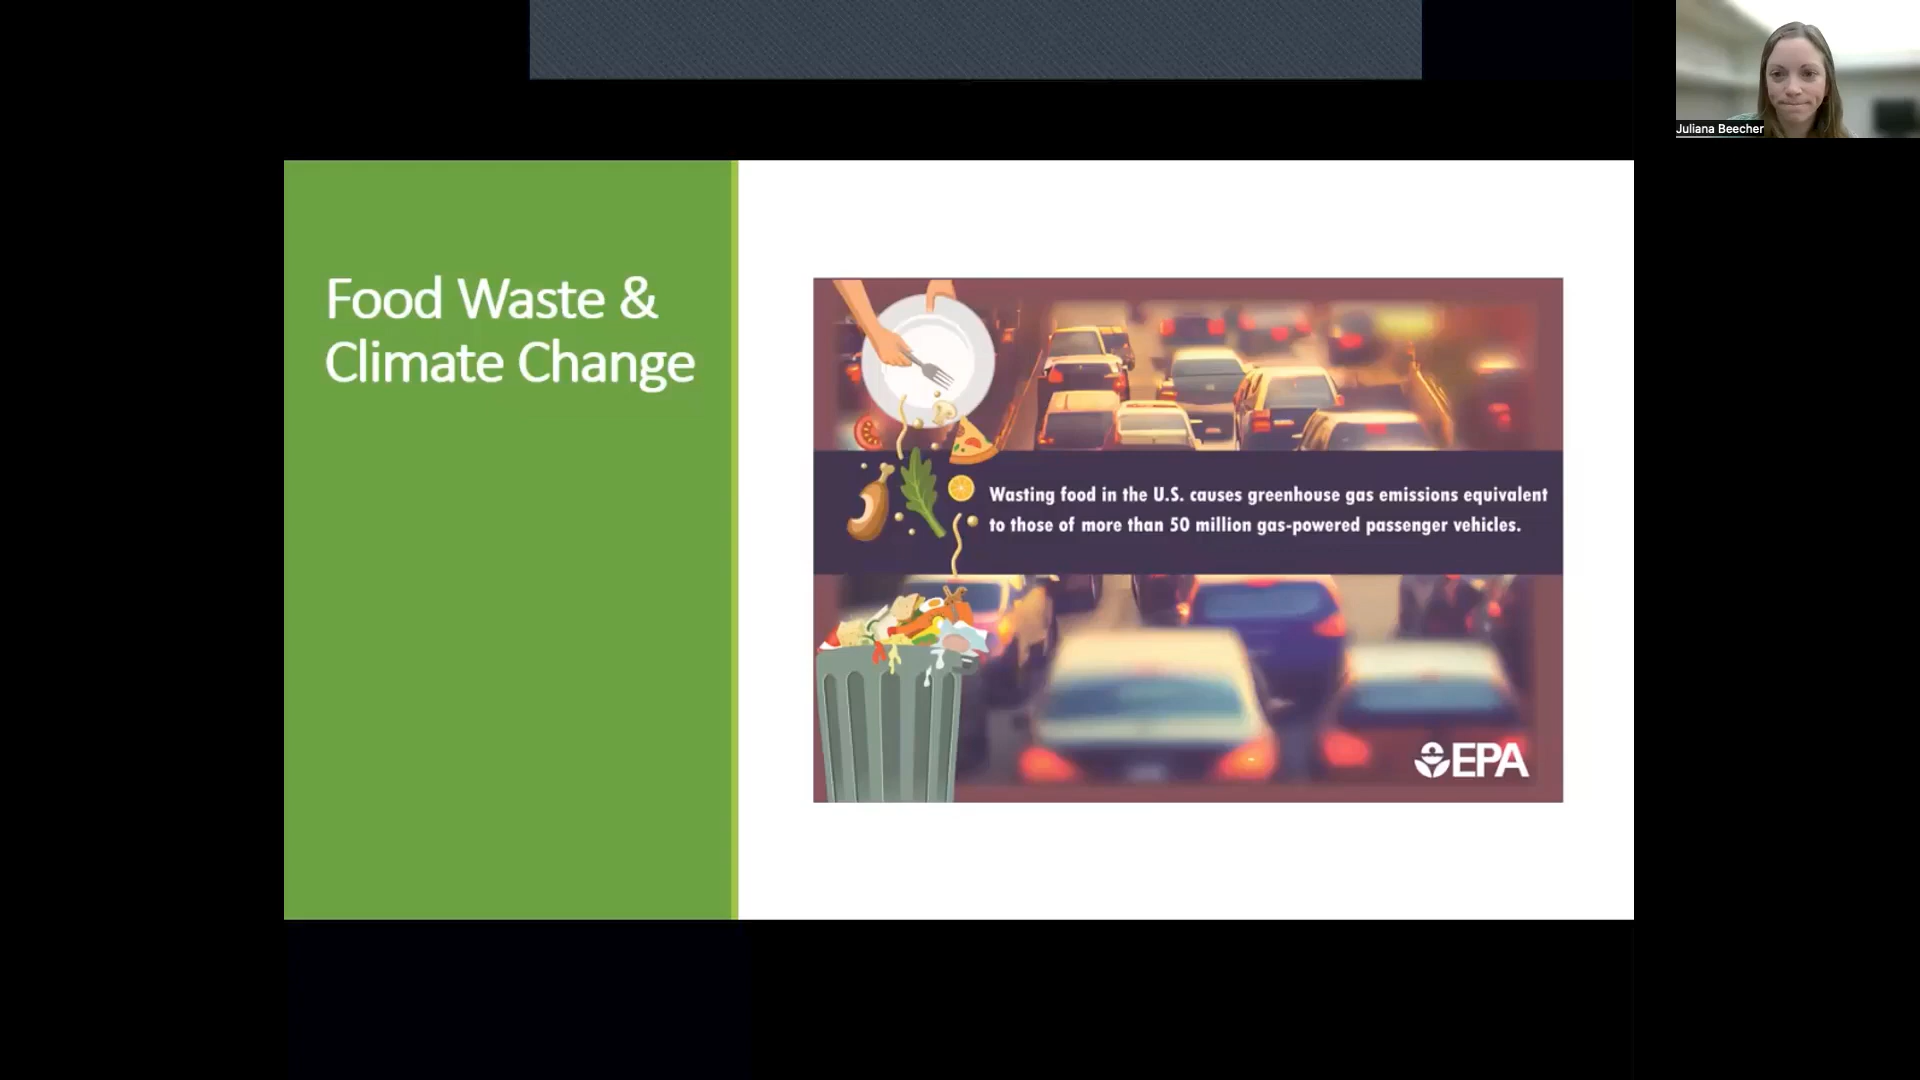 Juliana Beecher
Food Waste &
Climate Change
Wasting food in the U.S. causes greenhouse gas emissions equivalent
to those of more than 50 million gas-powered passenger vehicles.
EPA